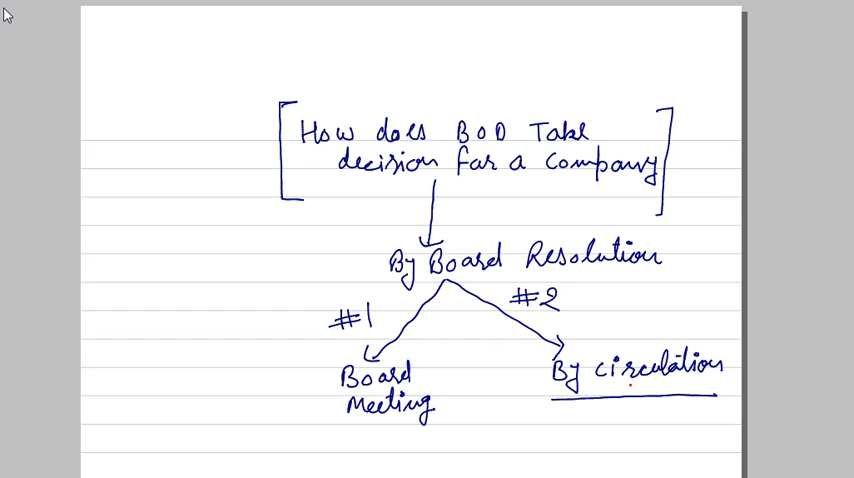 How does BOD Take
decision for a company
By Board Resolution
#1
#2
Board
Meeting
By circulation